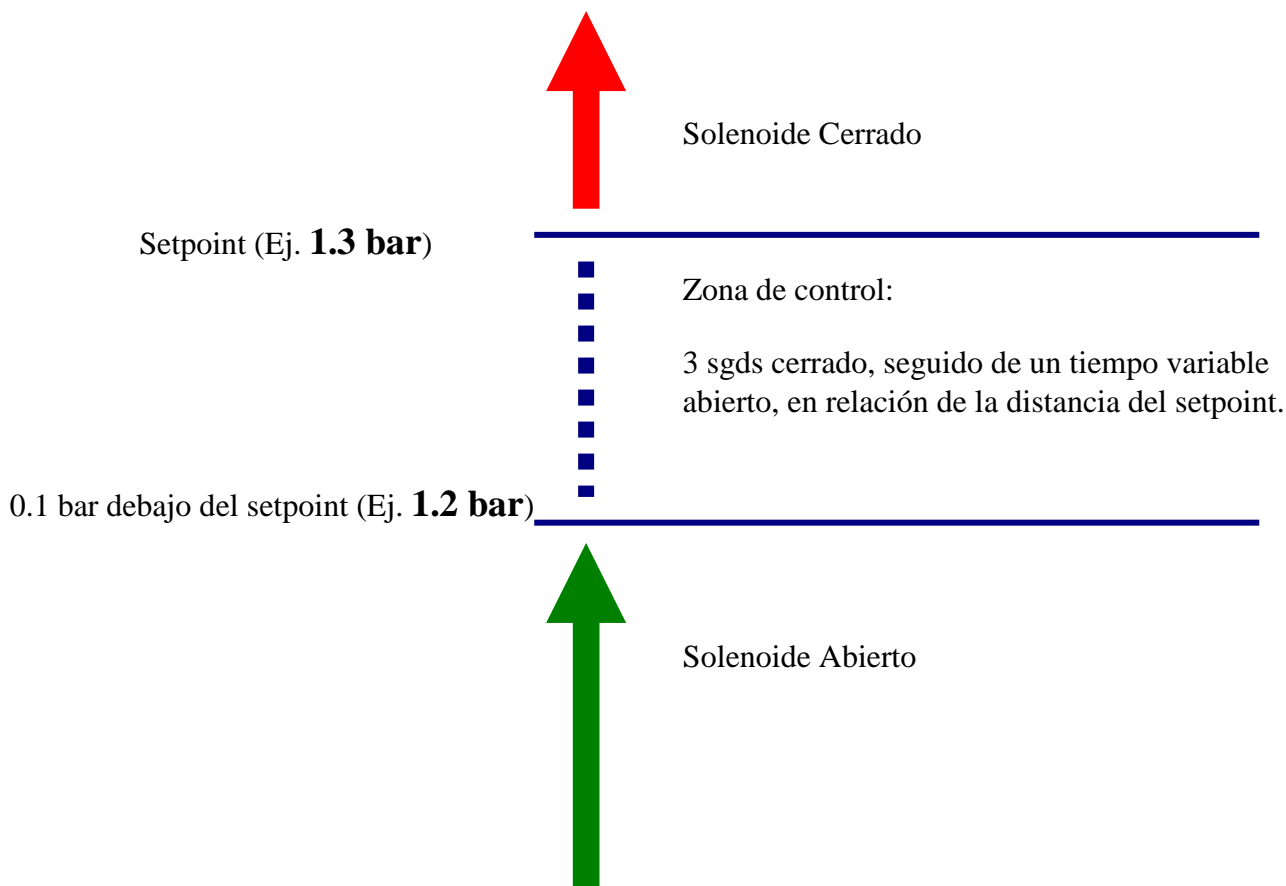 Solenoide Cerrado
Setpoint (Ej. 1.3 bar)
Zona de control:
3 sgds cerrado, seguido de un tiempo variable
abierto, en relación de la distancia del setpoint.
0.1 bar debajo del setpoint (Ej. 1.2 bar)
Solenoide Abierto